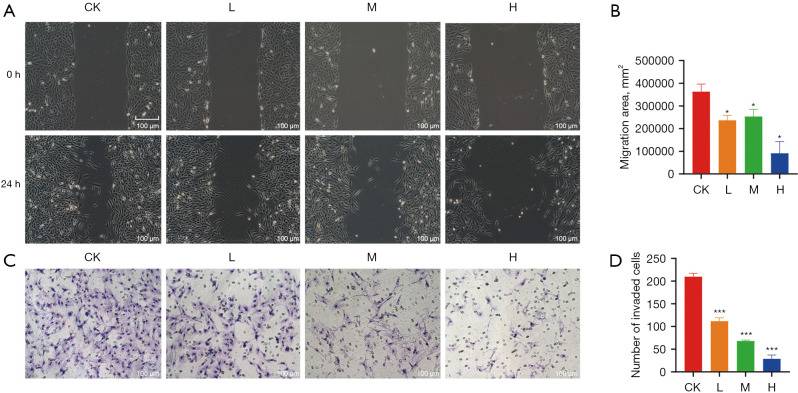 A
CK L M H
0 h
100 μm 100 μm 100 μm 100 μm
24 h
100 μm 100 μm 100 μm 100 μm
B
Migration area, mm²
500000
400000
300000
200000
100000
0
* * *
CK L M H
C
CK L M H
100 μm 100 μm 100 μm 100 μm
D
Number of invaded cells
250
200
150
100
50
0
*** *** ***
CK L M H